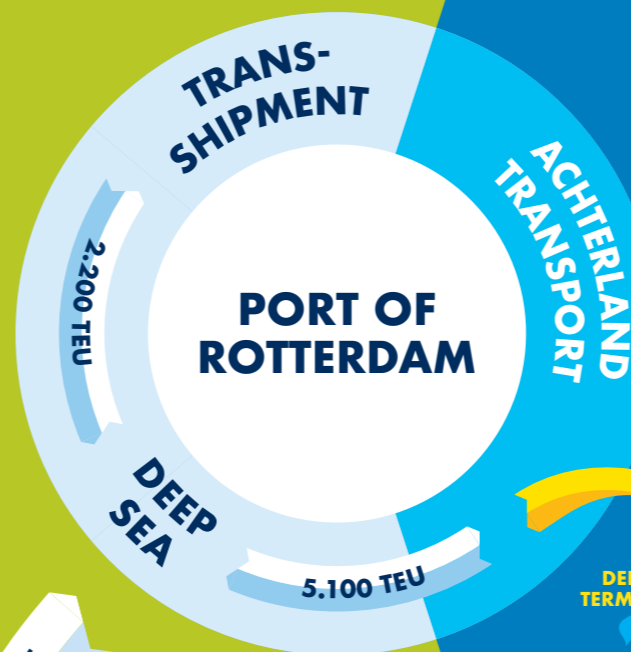 TRANS-
SHIPMENT
ACHTERLAND
TRANSPORT
2.200 TEU
PORT OF
ROTTERDAM
DEEP
SEA
5.100 TEU